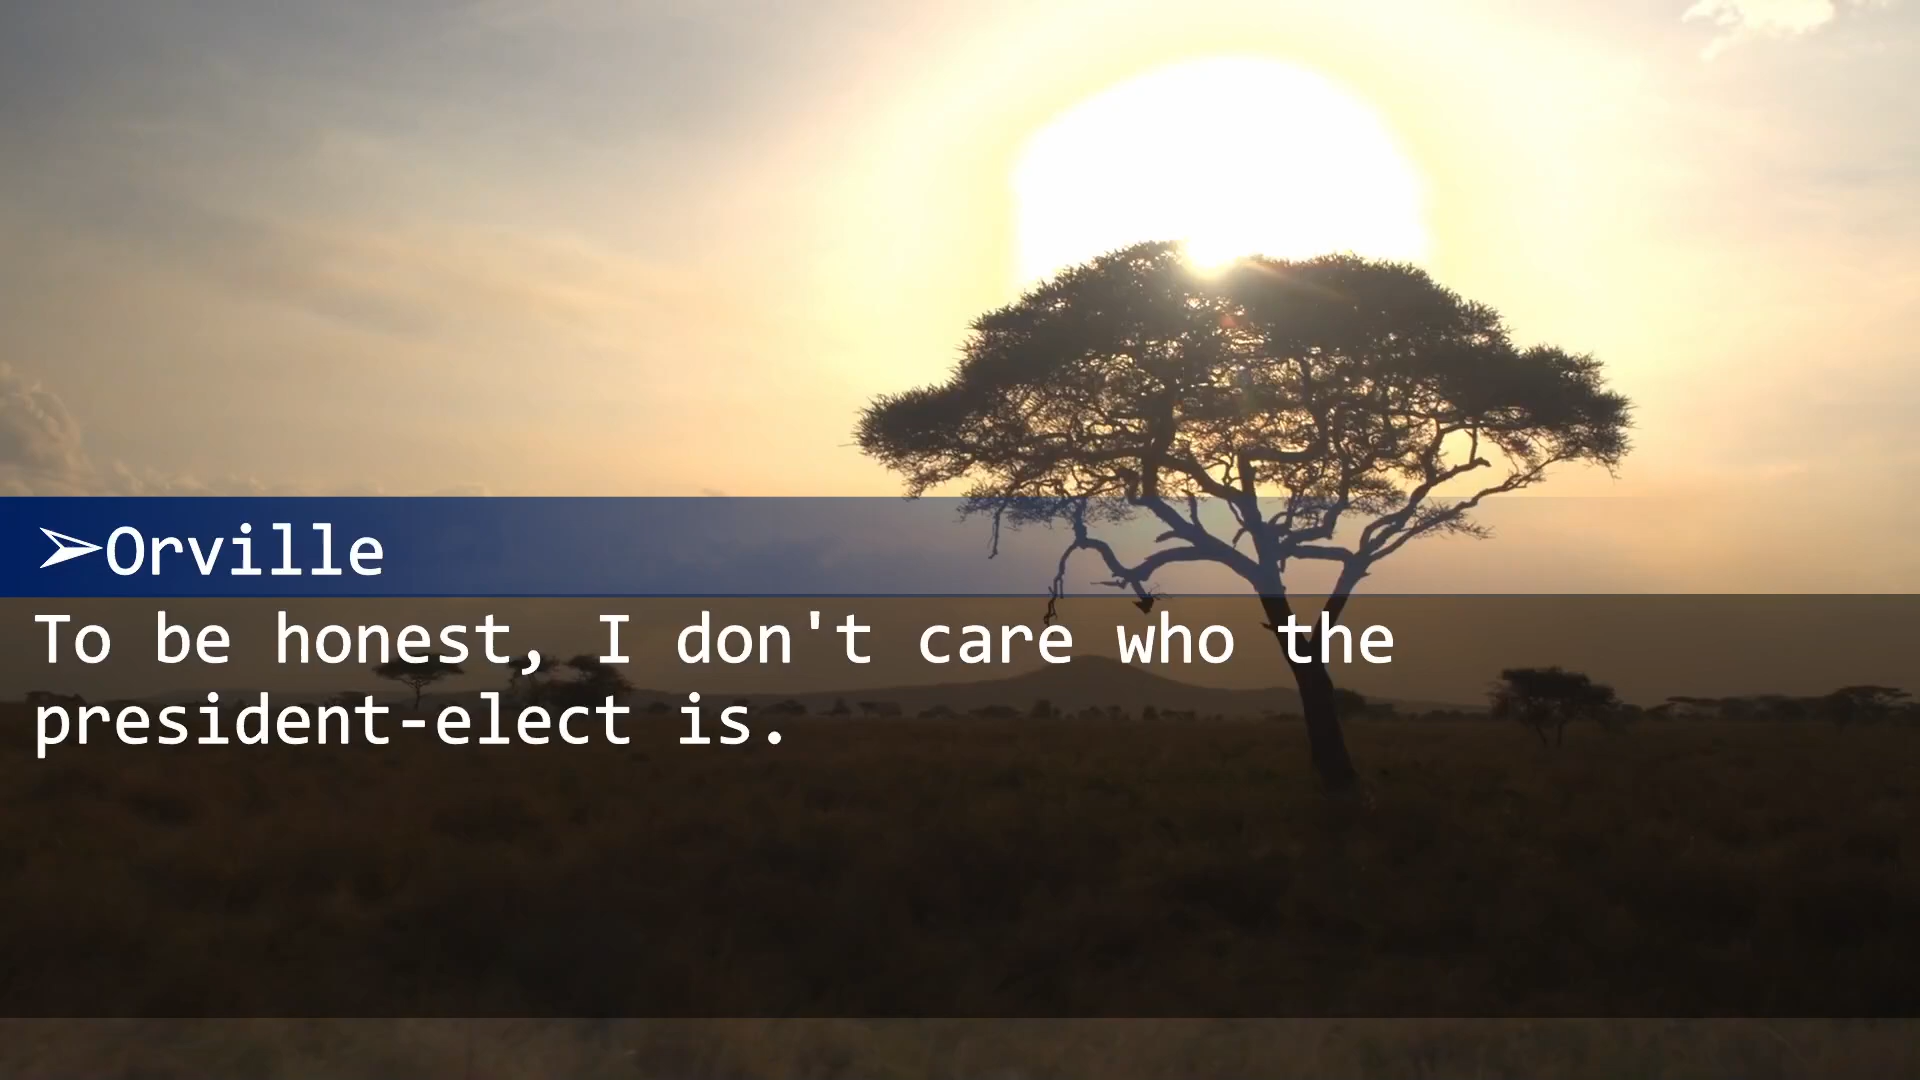 ➢Orville
To be honest, I don't care who the
president-elect is.